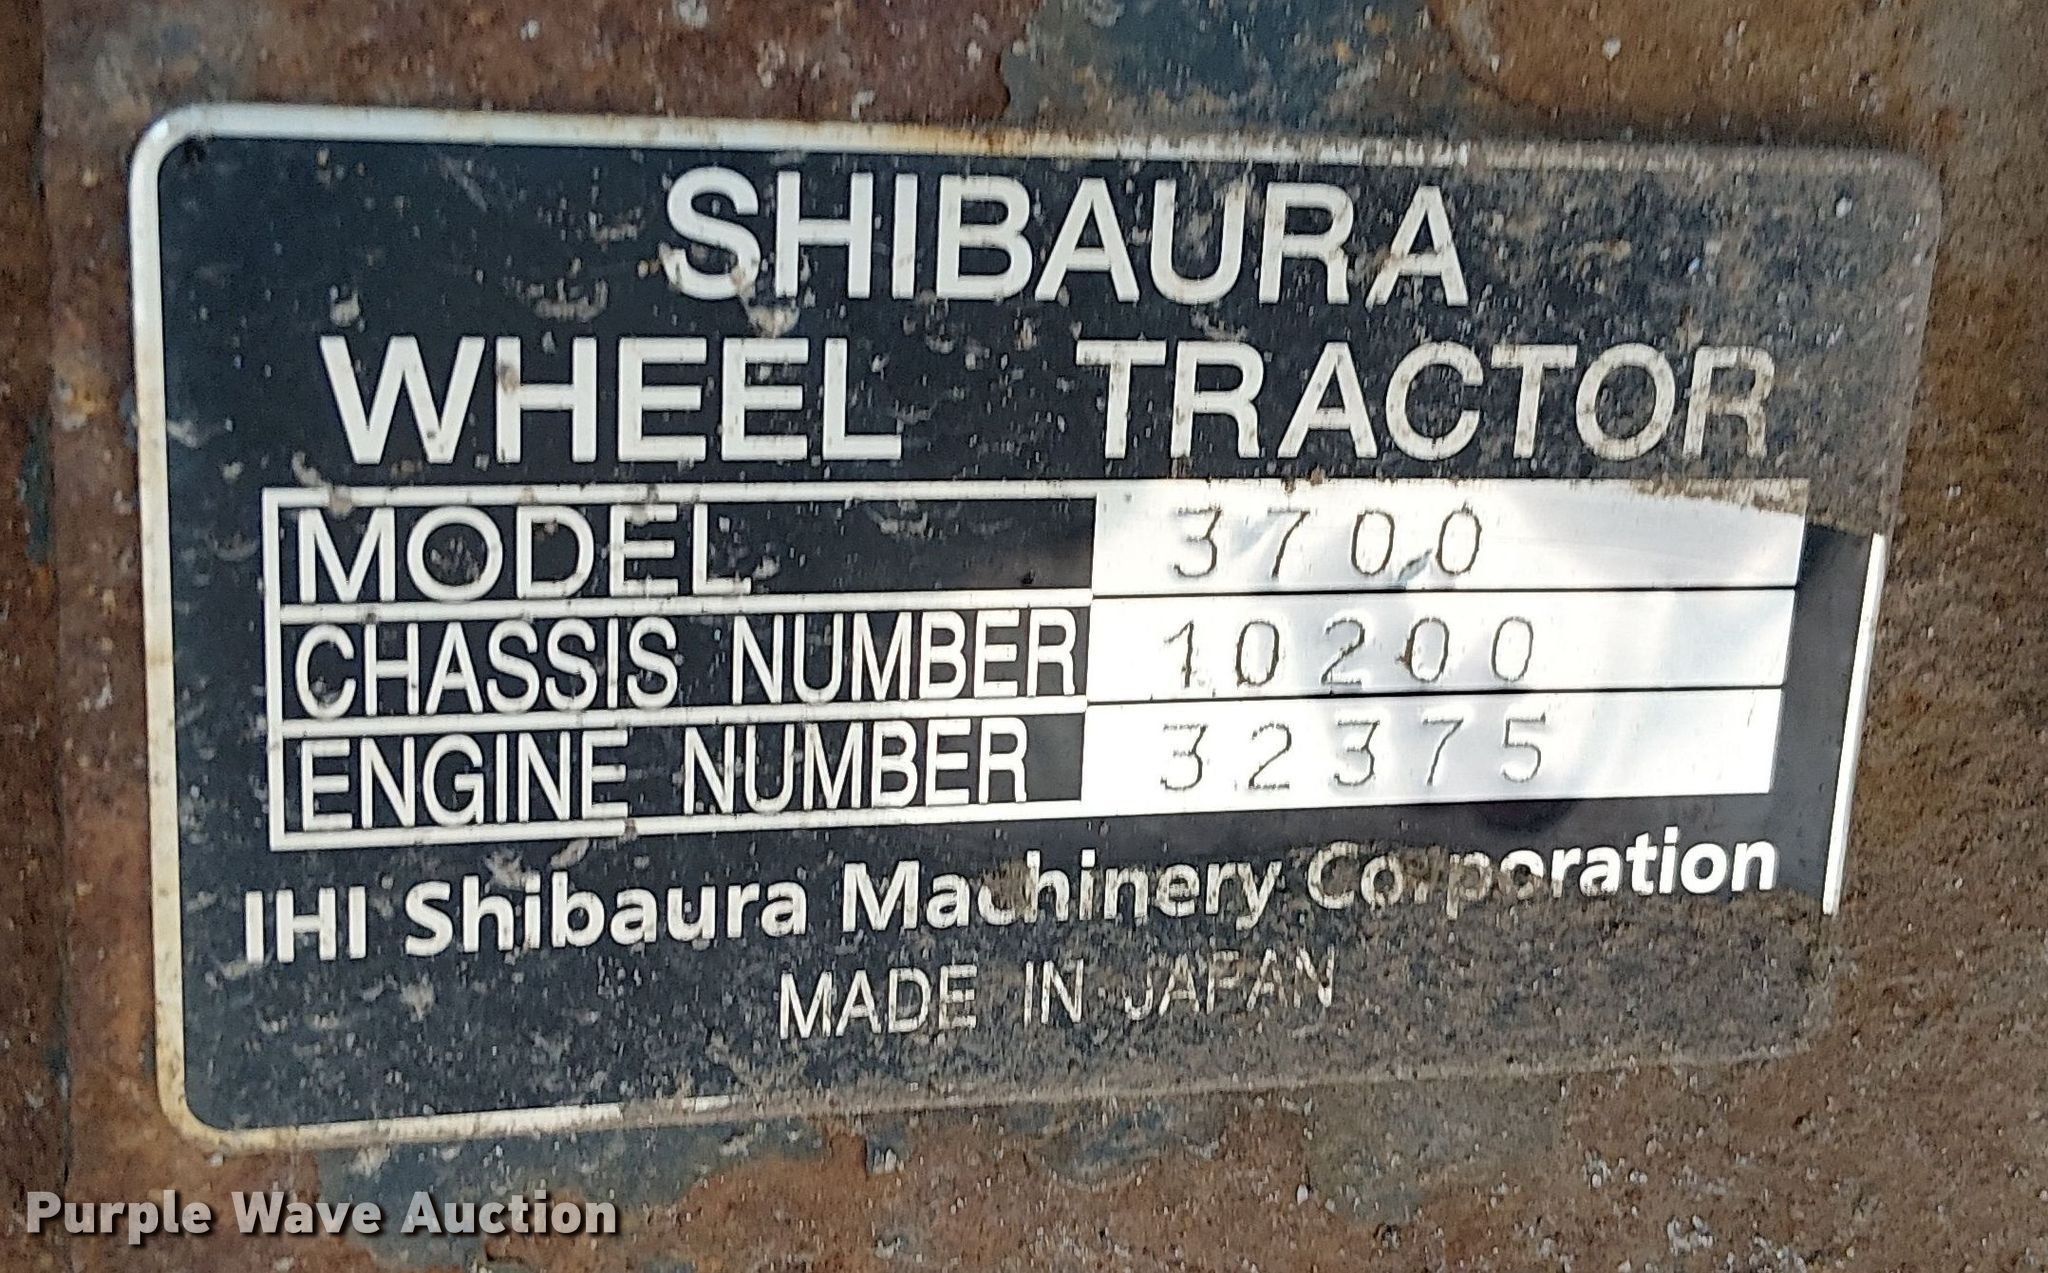 SHIBAURA
WHEEL TRACTOR
MODEL 3700
CHASSIS NUMBER 10200
ENGINE NUMBER 32375
IHI Shibaura Machinery Corporation
MADE IN JAPAN
Purple Wave Auction